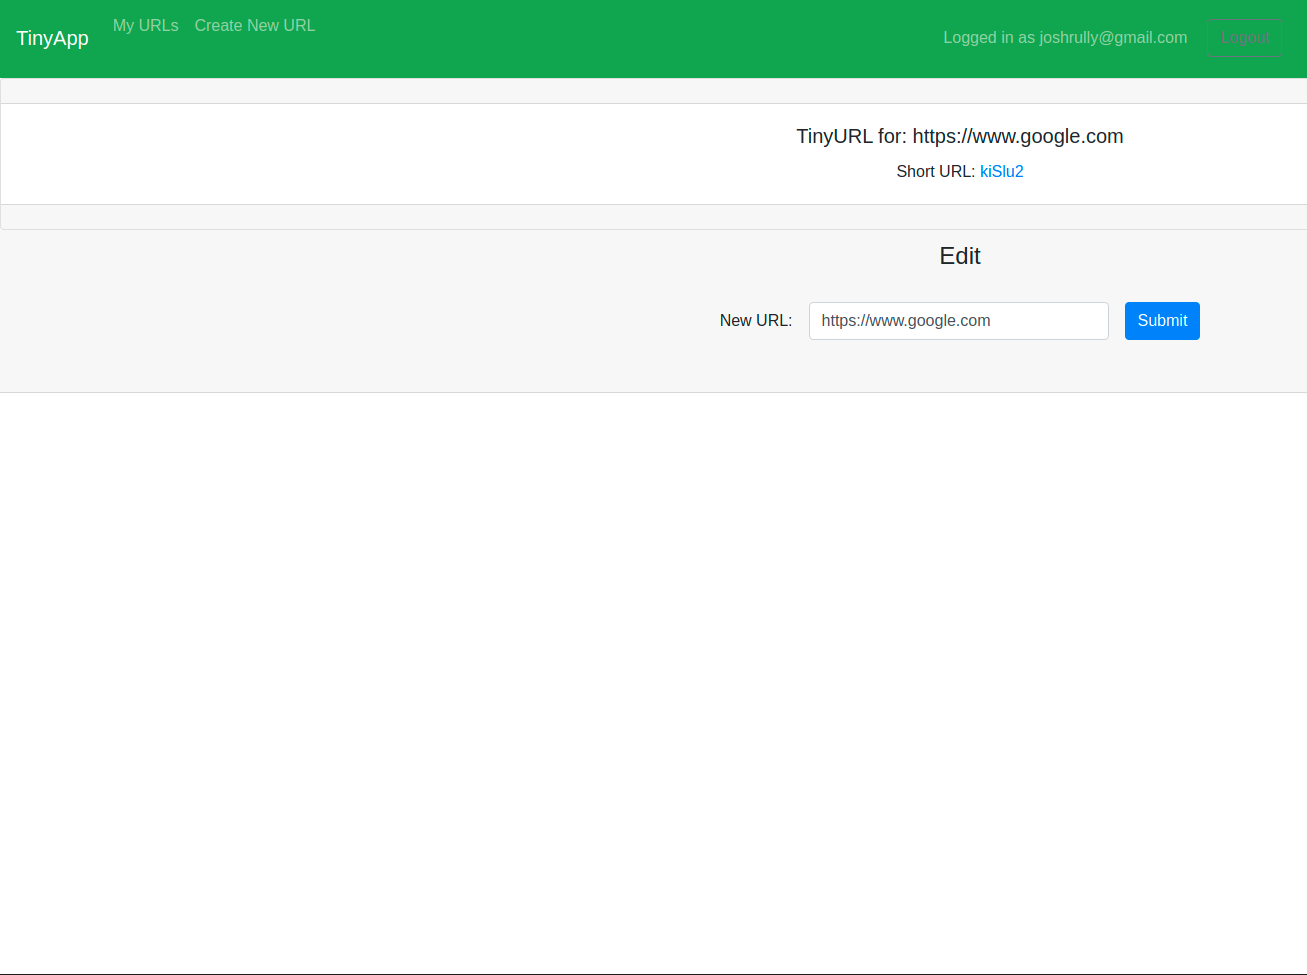 TinyApp My URLs Create New URL Logged in as joshrully@gmail.com Logout
TinyURL for: https://www.google.com
Short URL: kiSlu2
Edit
New URL: https://www.google.com Submit